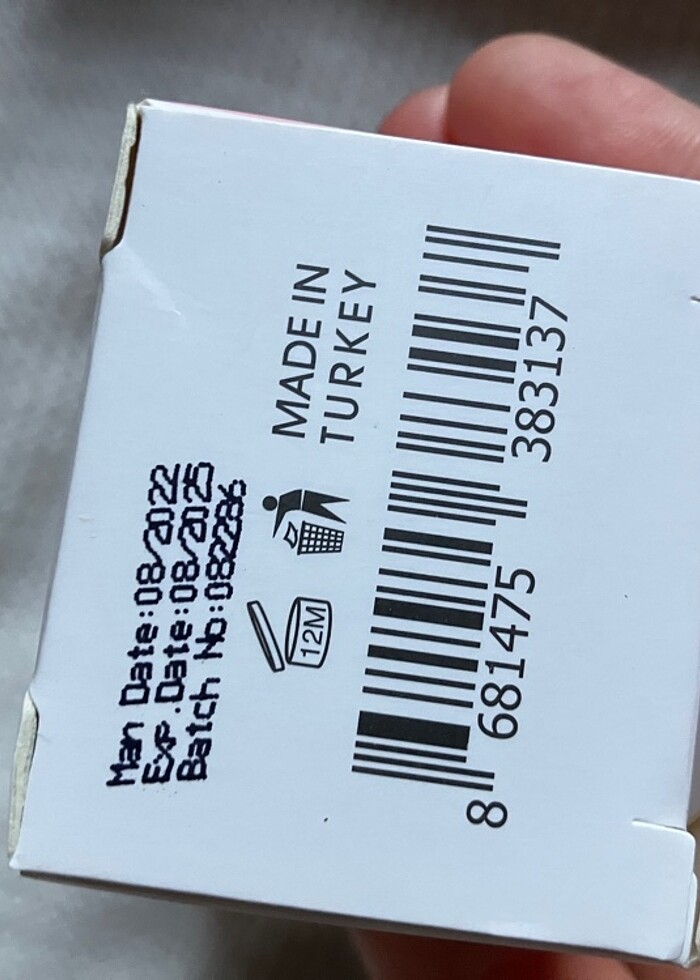 Man Date:08/2022
Exp.Date:08/2025
Batch No:082286
12M
MADE IN
TURKEY
8 681475 383137